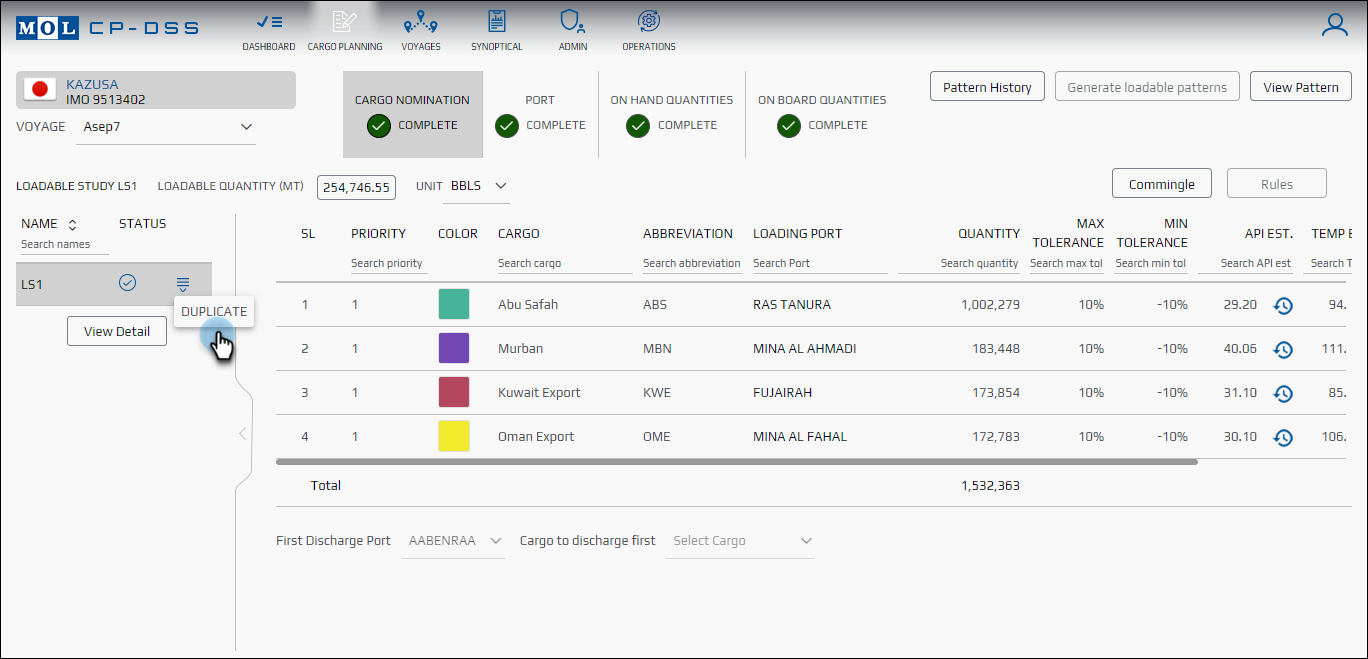 MOL CP-DSS
DASHBOARD CARGO PLANNING VOYAGES SYNOPTICAL ADMIN OPERATIONS
KAZUSA
IMO 9513402
VOYAGE Asep7
CARGO NOMINATION PORT ON HAND QUANTITIES ON BOARD QUANTITIES
COMPLETE COMPLETE COMPLETE COMPLETE
Pattern History Generate loadable patterns View Pattern
LOADABLE STUDY LS1 LOADABLE QUANTITY (MT) 254,746.55 UNIT BBLS
Commingle Rules
NAME STATUS
Search names
LS1
DUPLICATE
View Detail
SL PRIORITY COLOR CARGO ABBREVIATION LOADING PORT QUANTITY MAX TOLERANCE MIN TOLERANCE API EST. TEMP E
Search priority Search cargo Search abbreviation Search Port Search quantity Search max tol Search min tol Search API est Search T
1 1 Abu Safah ABS RAS TANURA 1,002,279 10% -10% 29.20 94.
2 1 Murban MBN MINA AL AHMADI 183,448 10% -10% 40.06 111.
3 1 Kuwait Export KWE FUJAIRAH 173,854 10% -10% 31.10 85.
4 1 Oman Export OME MINA AL FAHAL 172,783 10% -10% 30.10 106.
Total 1,532,363
First Discharge Port AABENRAA Cargo to discharge first Select Cargo